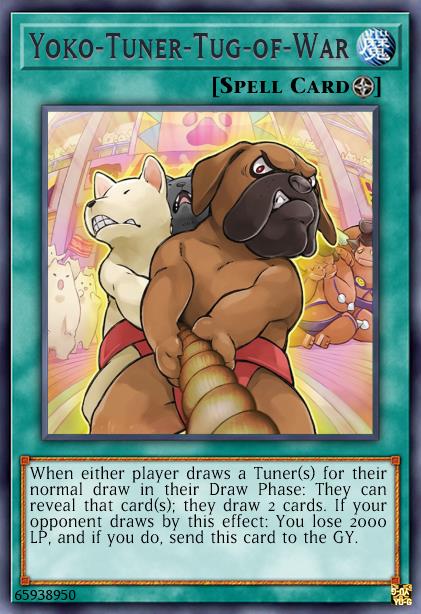 YOKO-TUNER-TUG-OF-WAR
魔
[SPELL CARD]
When either player draws a Tuner(s) for their
normal draw in their Draw Phase: They can
reveal that card(s); they draw 2 cards. If your
opponent draws by this effect: You lose 2000
LP, and if you do, send this card to the GY.
65938950